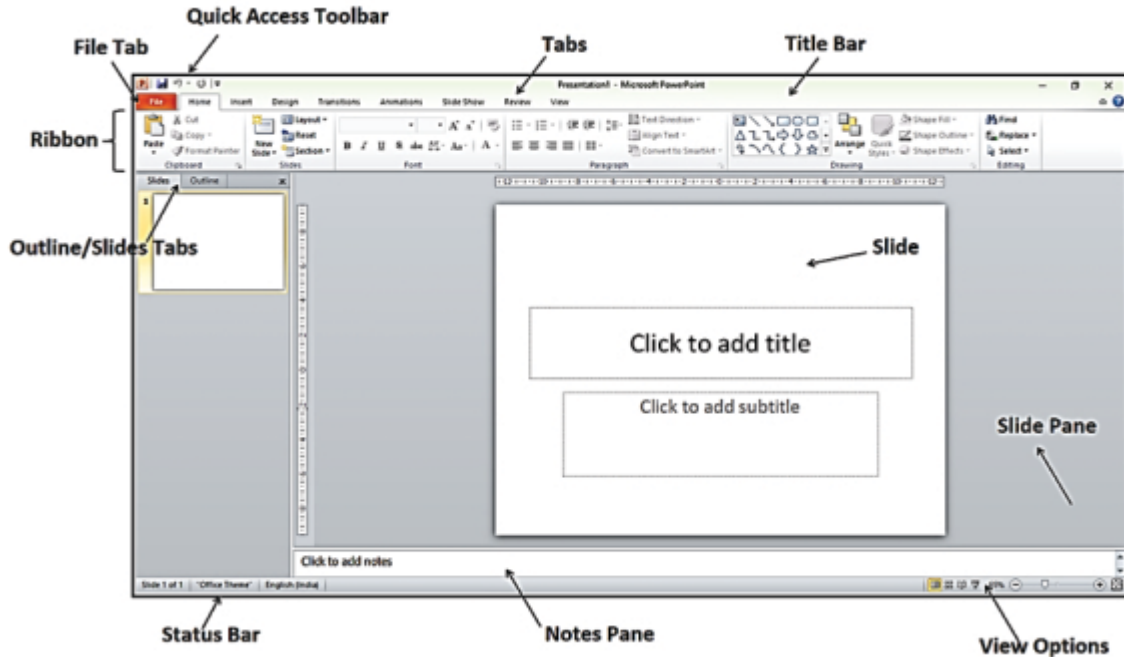 Quick Access Toolbar
File Tab
Tabs
Title Bar
Presentation1 - Microsoft PowerPoint
File Home Insert Design Transitions Animations Slide Show Review View
Ribbon
Paste
Cut
Copy
Format Painter
Clipboard
New Slide
Layout
Reset
Section
Slides
B I U S abc Aa A
Font
Text Direction
Align Text
Convert to SmartArt
Paragraph
Arrange
Quick Styles
Shape Fill
Shape Outline
Shape Effects
Drawing
Find
Replace
Select
Editing
Slides Outline
1
Outline/Slides Tabs
Slide
Click to add title
Click to add subtitle
Slide Pane
Click to add notes
Slide 1 of 1 "Office Theme" English (India)
Status Bar
Notes Pane
View Options